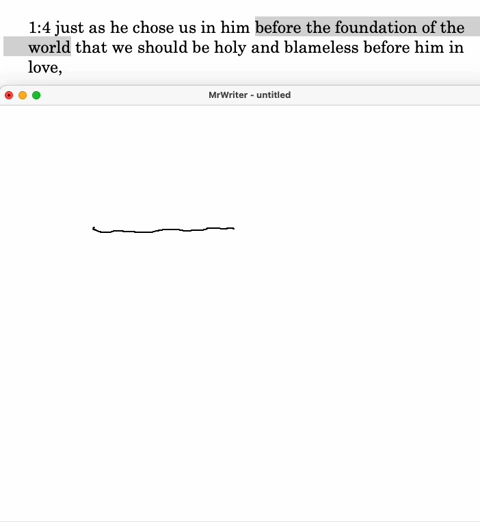 1:4 just as he chose us in him before the foundation of the
world that we should be holy and blameless before him in
love,
MrWriter - untitled